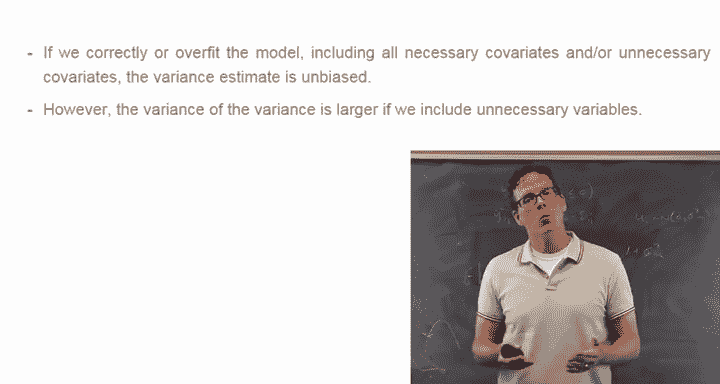 - If we correctly or overfit the model, including all necessary covariates and/or unnecessary
covariates, the variance estimate is unbiased.
- However, the variance of the variance is larger if we include unnecessary variables.